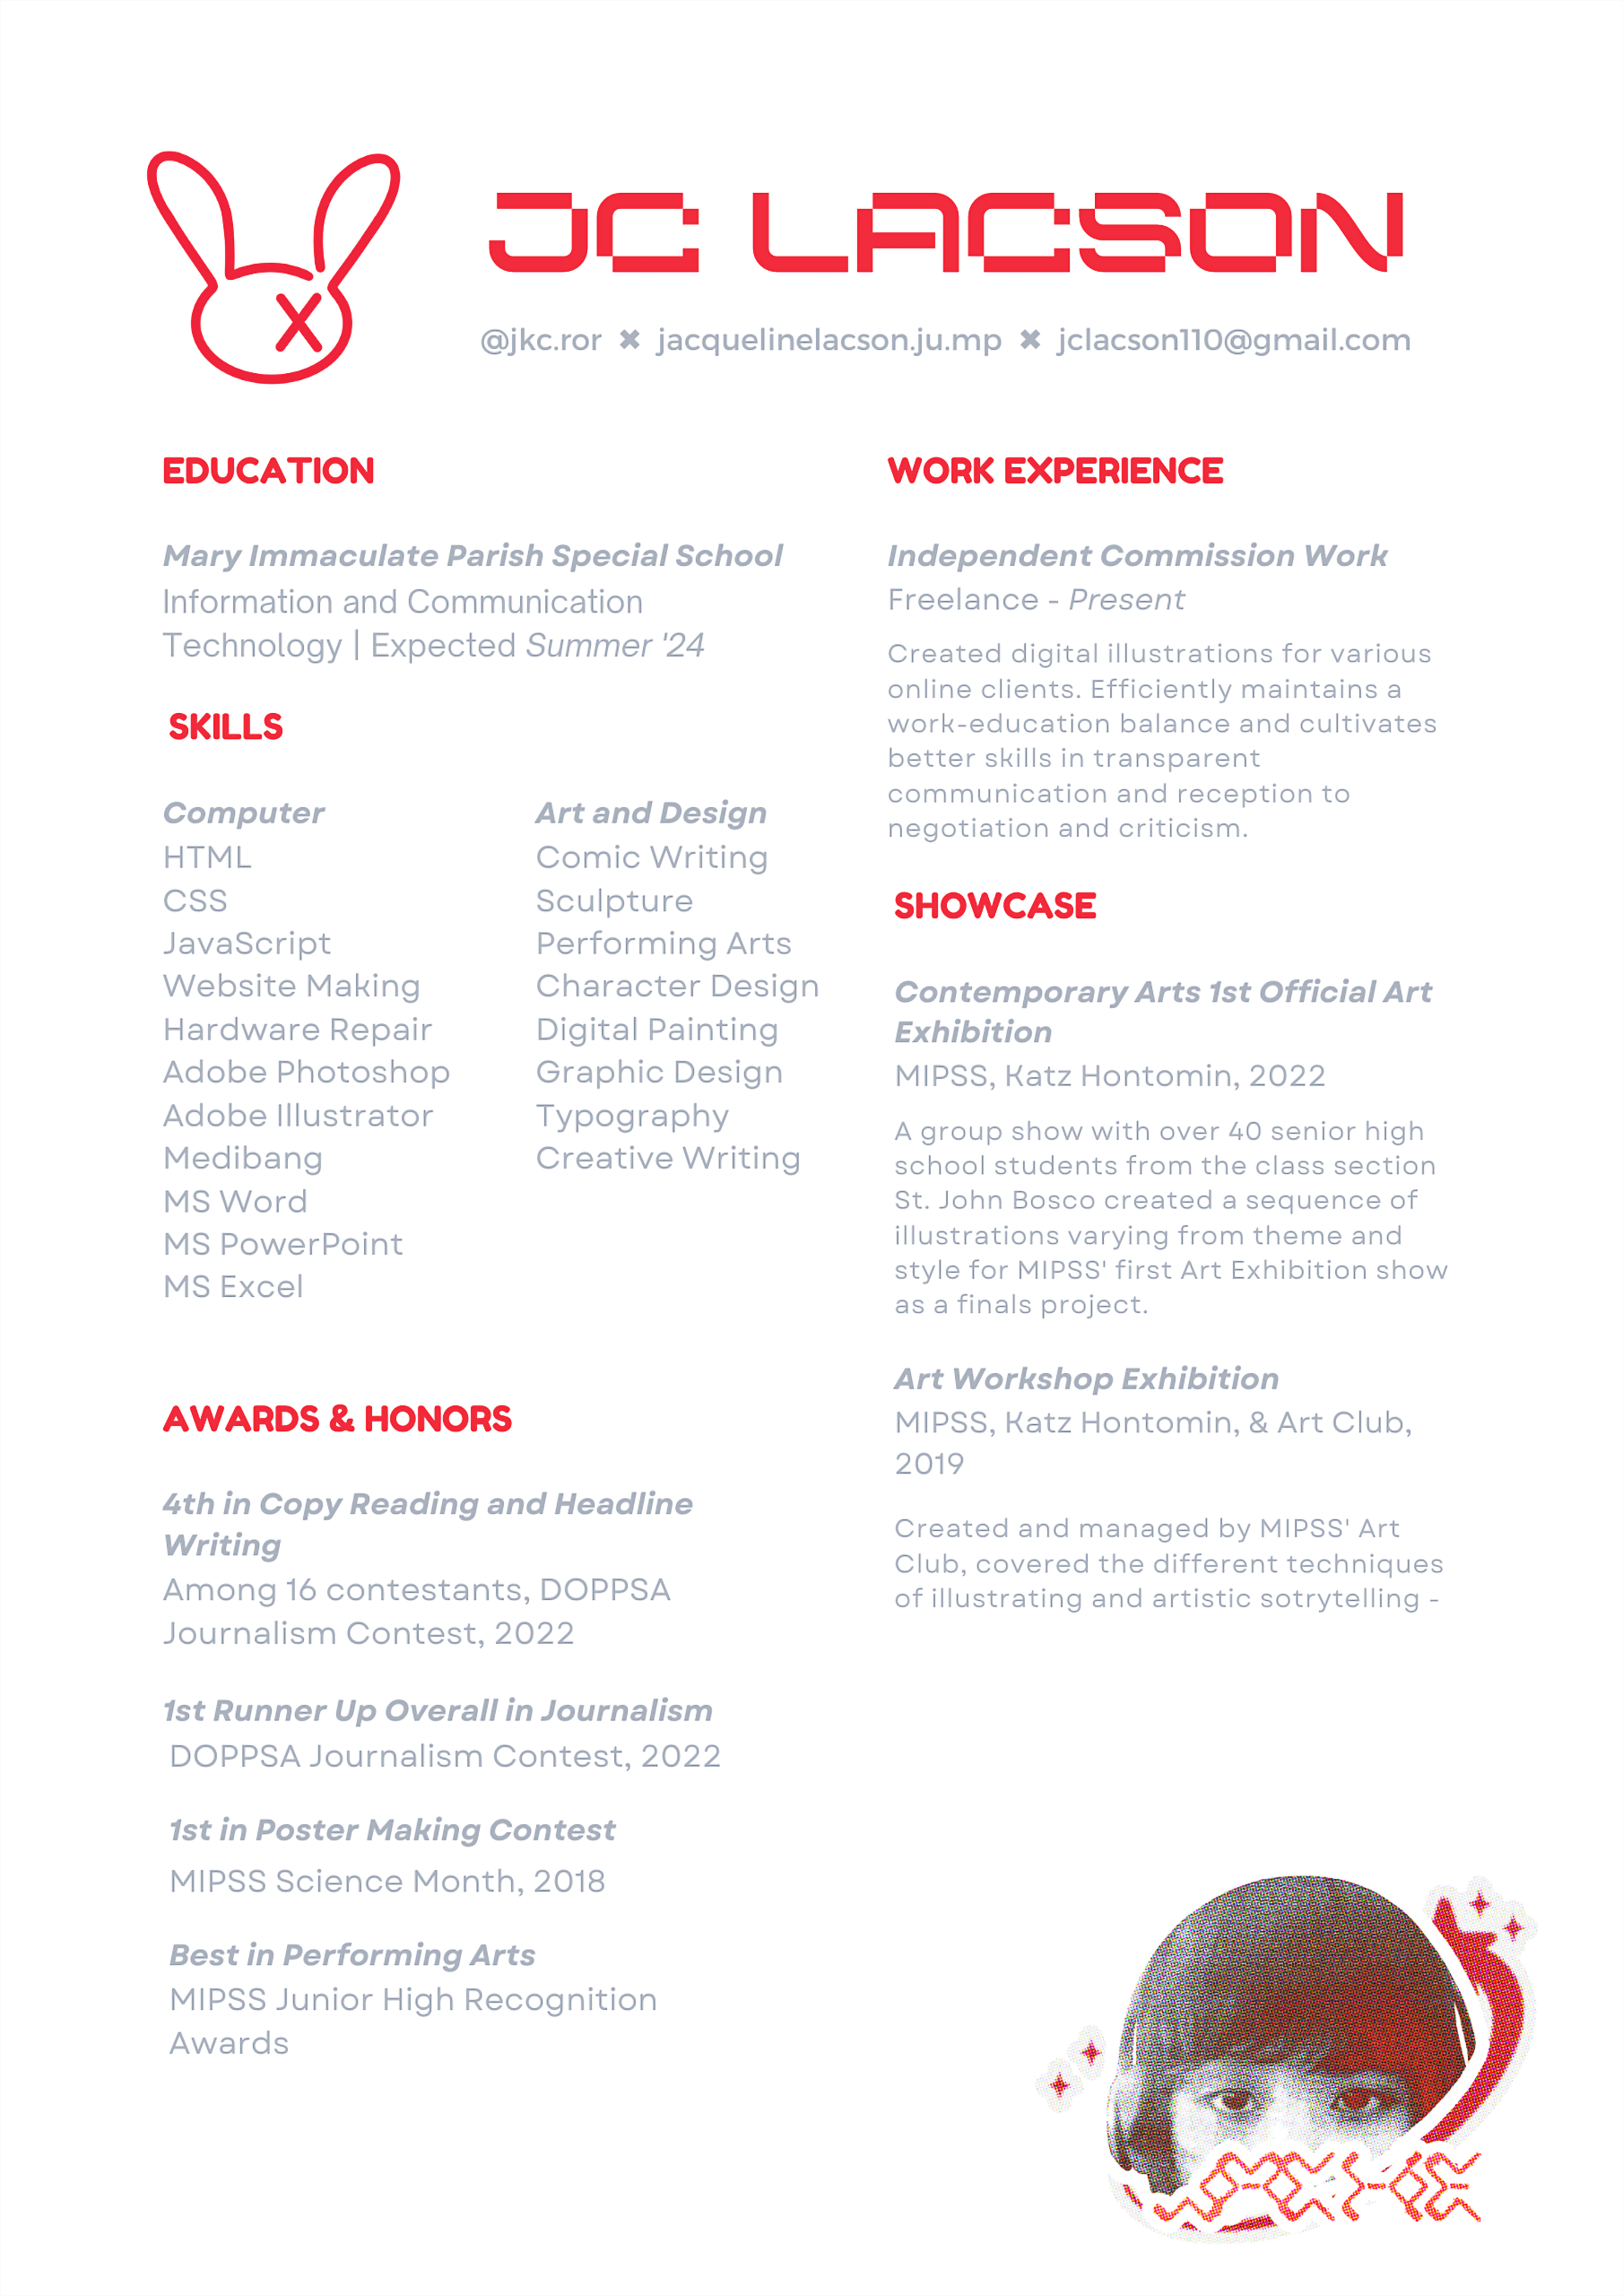 JC LACSON
@jkc.ror ✖ jacquelinelacson.ju.mp ✖ jclacson110@gmail.com
EDUCATION
Mary Immaculate Parish Special School
Information and Communication
Technology | Expected Summer '24
SKILLS
Computer
HTML
CSS
JavaScript
Website Making
Hardware Repair
Adobe Photoshop
Adobe Illustrator
Medibang
MS Word
MS PowerPoint
MS Excel
Art and Design
Comic Writing
Sculpture
Performing Arts
Character Design
Digital Painting
Graphic Design
Typography
Creative Writing
AWARDS & HONORS
4th in Copy Reading and Headline
Writing
Among 16 contestants, DOPPSA
Journalism Contest, 2022
1st Runner Up Overall in Journalism
DOPPSA Journalism Contest, 2022
1st in Poster Making Contest
MIPSS Science Month, 2018
Best in Performing Arts
MIPSS Junior High Recognition
Awards
WORK EXPERIENCE
Independent Commission Work
Freelance - Present
Created digital illustrations for various
online clients. Efficiently maintains a
work-education balance and cultivates
better skills in transparent
communication and reception to
negotiation and criticism.
SHOWCASE
Contemporary Arts 1st Official Art
Exhibition
MIPSS, Katz Hontomin, 2022
A group show with over 40 senior high
school students from the class section
St. John Bosco created a sequence of
illustrations varying from theme and
style for MIPSS' first Art Exhibition show
as a finals project.
Art Workshop Exhibition
MIPSS, Katz Hontomin, & Art Club,
2019
Created and managed by MIPSS' Art
Club, covered the different techniques
of illustrating and artistic sotrytelling -